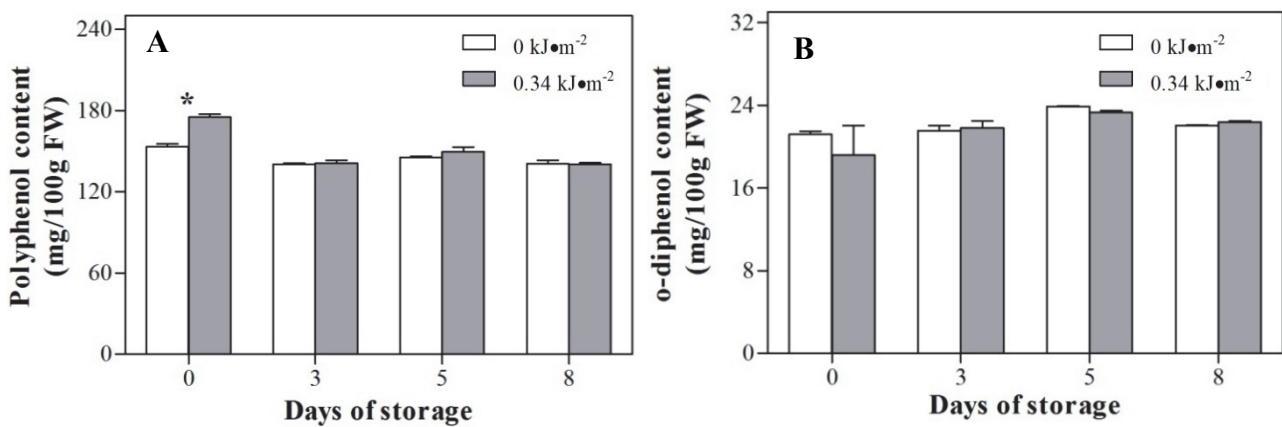 A
Polyphenol content
(mg/100g FW)
240
180
120
60
0
0 kJ•m⁻²
0.34 kJ•m⁻²
*
0 3 5 8
Days of storage
B
o-diphenol content
(mg/100g FW)
32
24
16
8
0
0 kJ•m⁻²
0.34 kJ•m⁻²
0 3 5 8
Days of storage